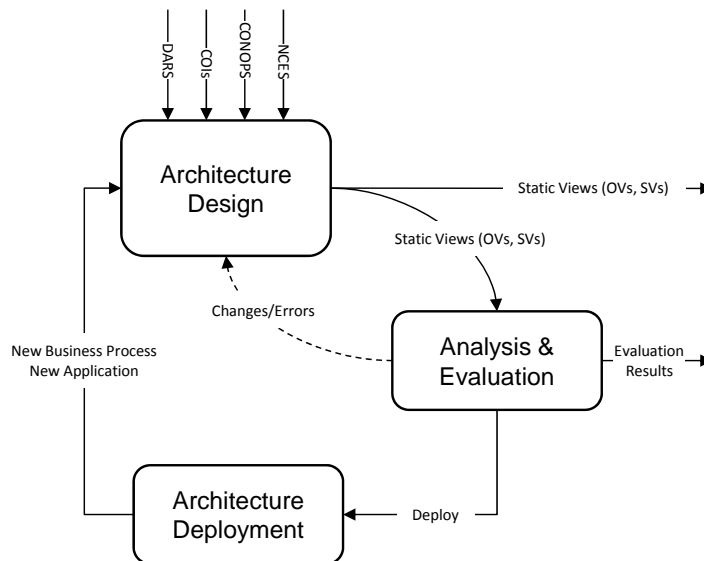 DARS
COIs
CONOPS
NCES
Architecture
Design
Static Views (OVs, SVs)
Static Views (OVs, SVs)
Changes/Errors
Analysis &
Evaluation
Evaluation
Results
New Business Process
New Application
Architecture
Deployment
Deploy